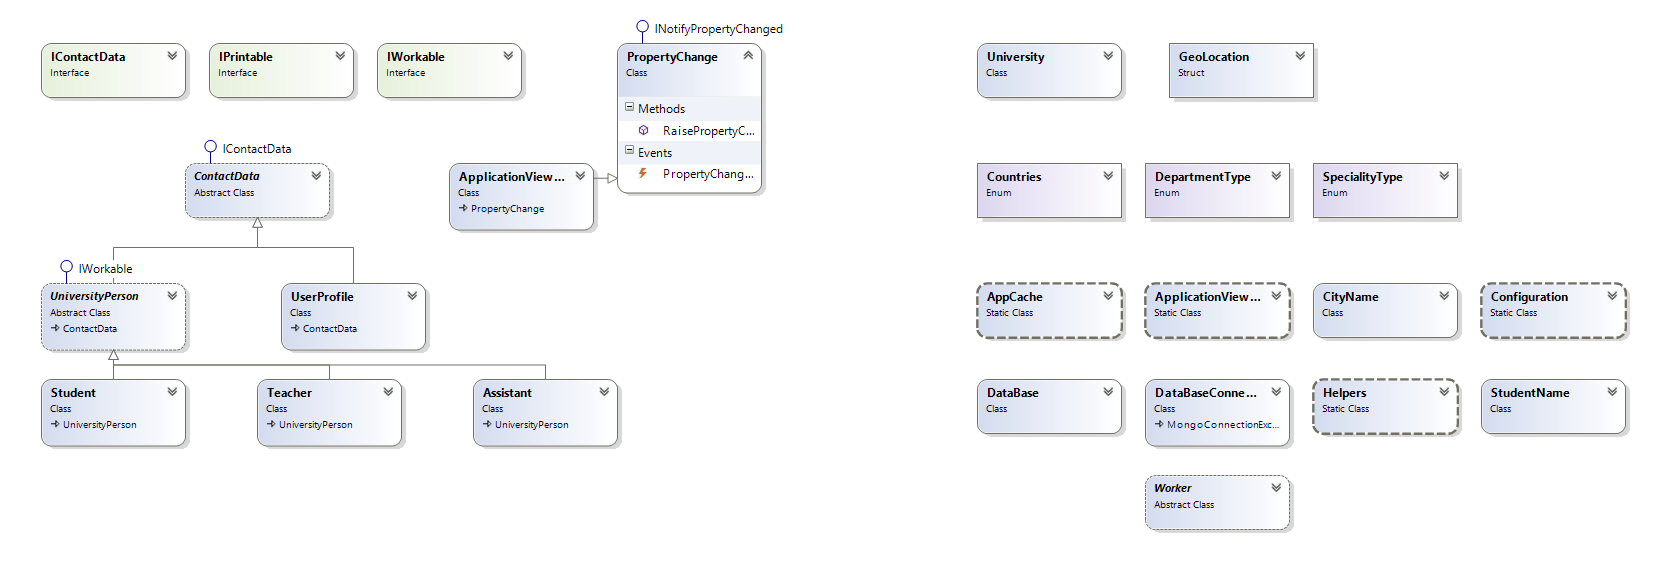 INotifyPropertyChanged
IContactData
Interface
IPrintable
Interface
IWorkable
Interface
PropertyChange
Class
Methods
RaisePropertyC...
Events
PropertyChang...
University
Class
GeoLocation
Struct
IContactData
ContactData
Abstract Class
ApplicationView...
Class
PropertyChange
Countries
Enum
DepartmentType
Enum
SpecialityType
Enum
IWorkable
UniversityPerson
Abstract Class
ContactData
UserProfile
Class
ContactData
AppCache
Static Class
ApplicationView...
Static Class
CityName
Class
Configuration
Static Class
Student
Class
UniversityPerson
Teacher
Class
UniversityPerson
Assistant
Class
UniversityPerson
DataBase
Class
DataBaseConne...
Class
MongoConnectionExc...
Helpers
Static Class
StudentName
Class
Worker
Abstract Class